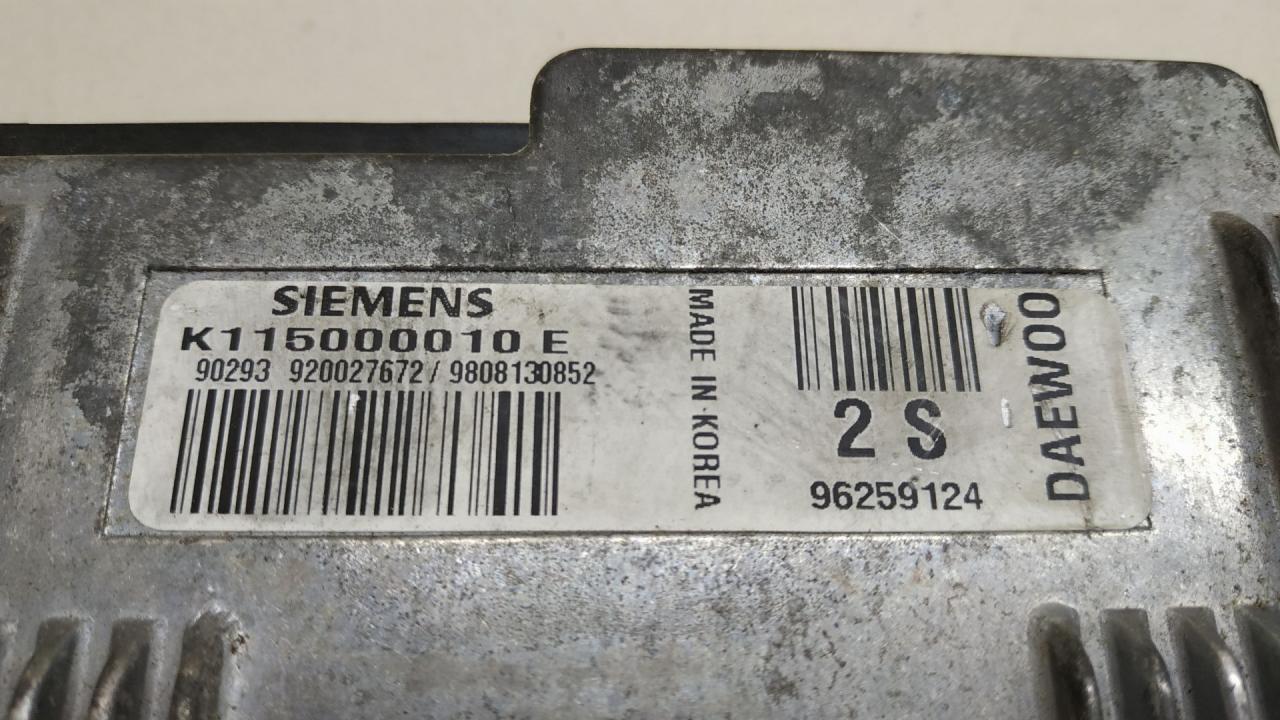 SIEMENS
K115000010 E
90293 920027672 / 9808130852
MADE IN KOREA
2 S
96259124
DAEWOO